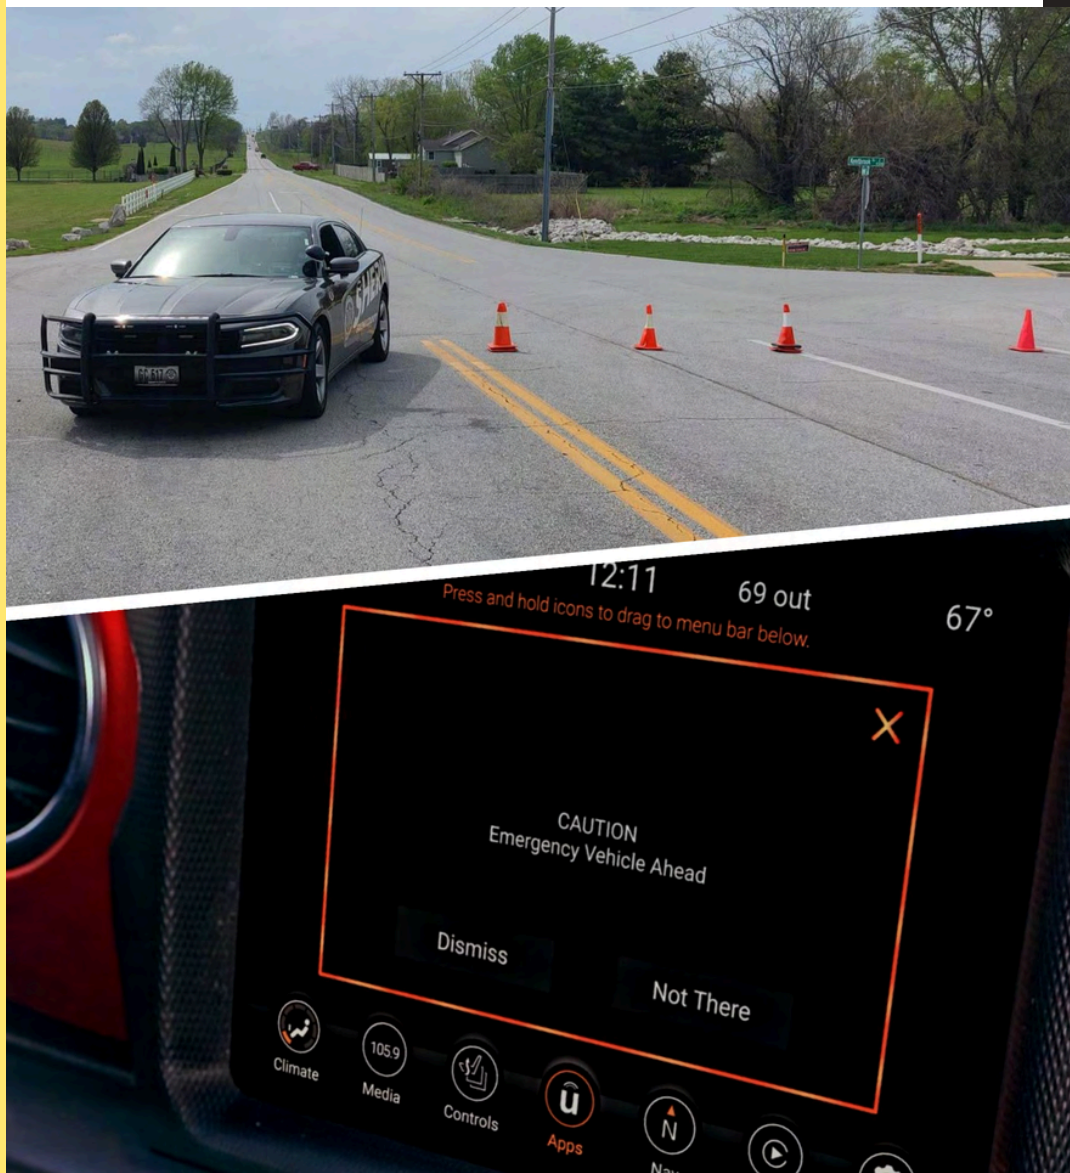 SHERI
12:11
69 out
67°
Press and hold icons to drag to menu bar below.
CAUTION
Emergency Vehicle Ahead
Dismiss
Not There
Climate
105.9
Media
Controls
û
Apps
N